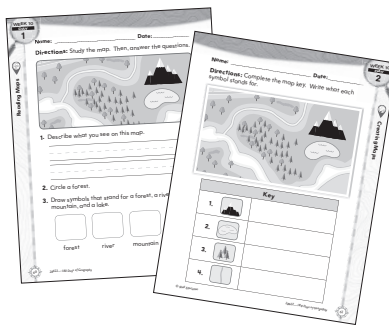 WEEK 10
DAY
1
Name: Date:
Directions: Study the map. Then, answer the questions.
Reading Maps
1. Describe what you see on this map.
2. Circle a forest.
3. Draw symbols that stand for a forest, a river,
mountain, and a lake.
forest river mountain
WEEK 10
DAY
2
Name: Date:
Directions: Complete the map key. Write what each
symbol stands for.
Creating Maps
Key
1.
2.
3.
4.